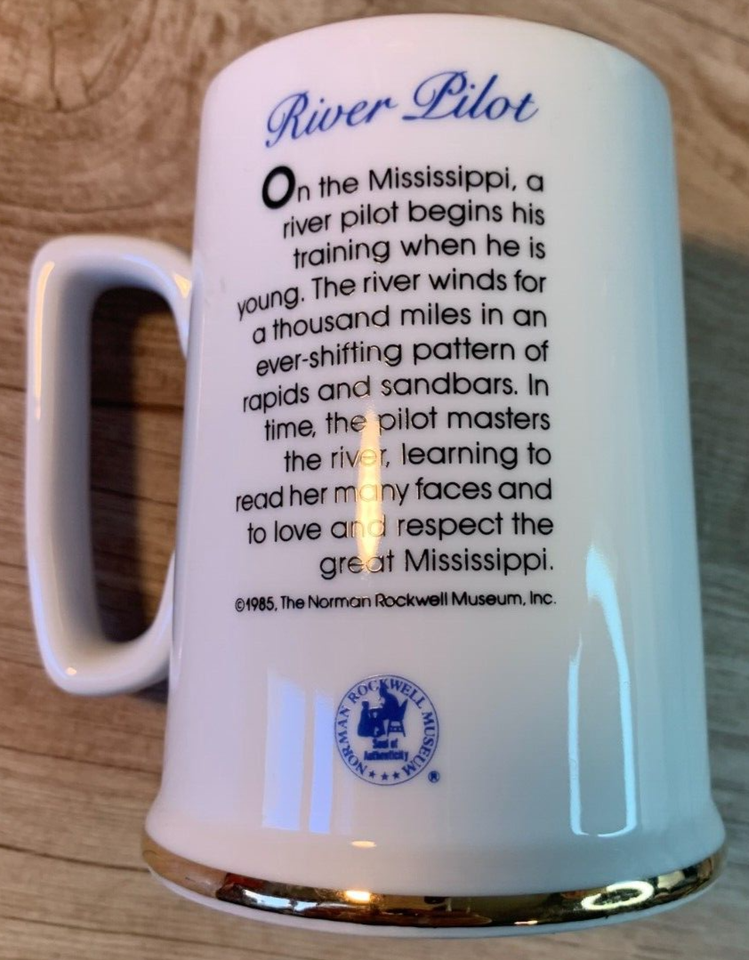 River Pilot
On the Mississippi, a
river pilot begins his
training when he is
young. The river winds for
a thousand miles in an
ever-shifting pattern of
rapids and sandbars. In
time, the pilot masters
the river, learning to
read her many faces and
to love and respect the
great Mississippi.
©1985, The Norman Rockwell Museum, Inc.
NORMAN ROCKWELL MUSEUM
Seal of
Authenticity
®